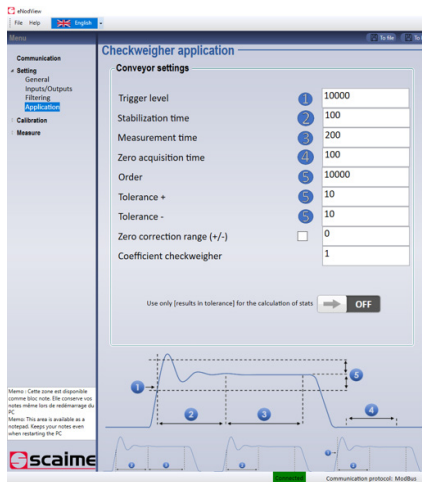 eNodView
File Help English
Menu
To file
Communication
Setting
General
Inputs/Outputs
Filtering
Application
Calibration
Measure
Checkweigher application
Conveyor settings
Trigger level 1 10000
Stabilization time 2 100
Measurement time 3 200
Zero acquisition time 4 100
Order 5 10000
Tolerance + 5 10
Tolerance - 5 10
Zero correction range (+/-) 0
Coefficient checkweigher 1
Use only [results in tolerance] for the calculation of stats OFF
1
2
3
4
5
Memo : Cette zone est disponible
comme bloc note. Elle conserve vos
notes même lors de redémarrage du
PC
Memo: This area is available as a
notepad. Keeps your notes even
when restarting the PC
scaime
Connected
Communication protocol: ModBus